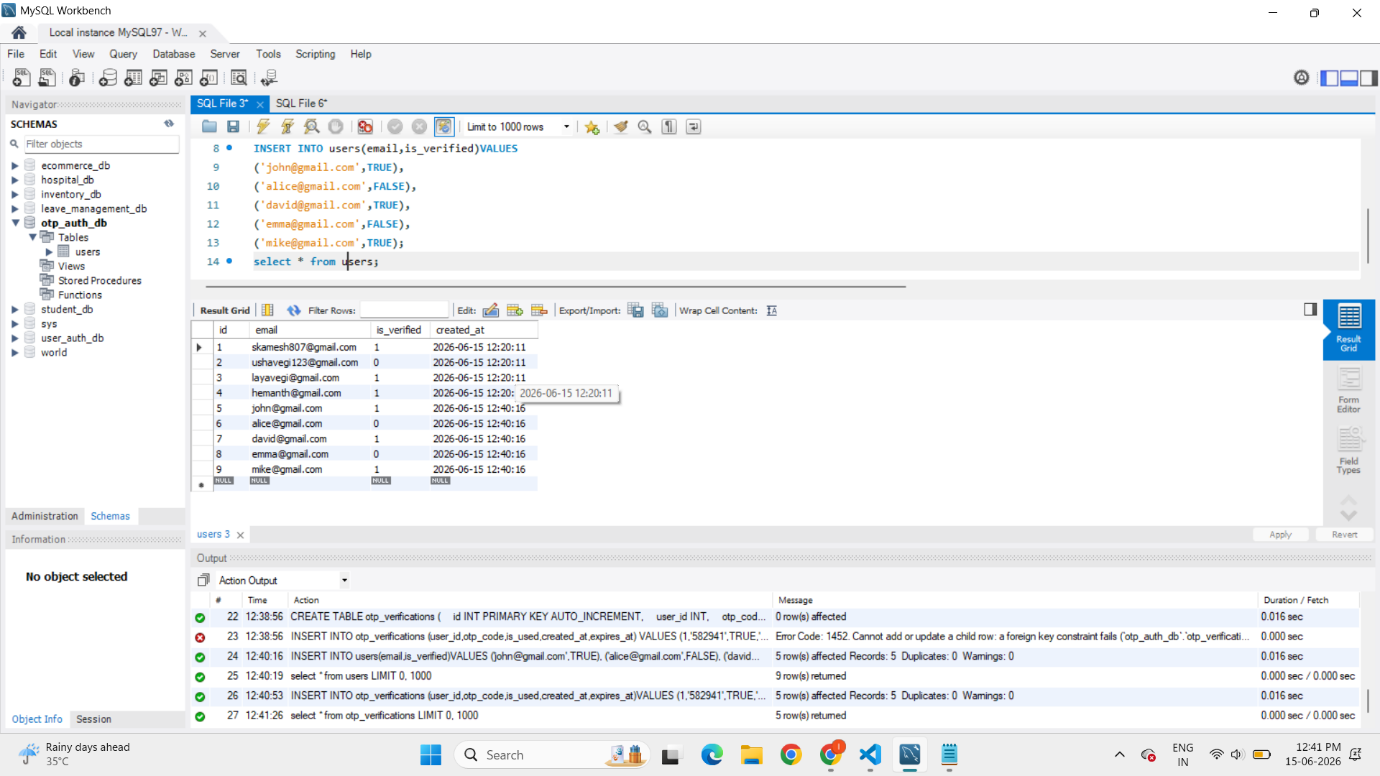 MySQL Workbench
Local instance MySQL97 - W...
File Edit View Query Database Server Tools Scripting Help
Navigator
SCHEMAS
Filter objects
ecommerce_db
hospital_db
inventory_db
leave_management_db
otp_auth_db
Tables
users
Views
Stored Procedures
Functions
student_db
sys
user_auth_db
world
Administration Schemas
Information
No object selected
Object Info Session
SQL File 3* SQL File 6*
Limit to 1000 rows
8 INSERT INTO users(email,is_verified)VALUES
9 ('john@gmail.com',TRUE),
10 ('alice@gmail.com',FALSE),
11 ('david@gmail.com',TRUE),
12 ('emma@gmail.com',FALSE),
13 ('mike@gmail.com',TRUE);
14 select * from users;
Result Grid Filter Rows: Edit: Export/Import: Wrap Cell Content:
id email is_verified created_at
1 skamesh807@gmail.com 1 2026-06-15 12:20:11
2 ushavegi123@gmail.com 0 2026-06-15 12:20:11
3 layavegi@gmail.com 1 2026-06-15 12:20:11
4 hemanth@gmail.com 1 2026-06-15 12:20: 2026-06-15 12:20:11
5 john@gmail.com 1 2026-06-15 12:40:16
6 alice@gmail.com 0 2026-06-15 12:40:16
7 david@gmail.com 1 2026-06-15 12:40:16
8 emma@gmail.com 0 2026-06-15 12:40:16
9 mike@gmail.com 1 2026-06-15 12:40:16
NULL NULL NULL NULL
Result Grid
Form Editor
Field Types
users 3 Apply Revert
Output
Action Output
# Time Action Message Duration / Fetch
22 12:38:56 CREATE TABLE otp_verifications ( id INT PRIMARY KEY AUTO_INCREMENT, user_id INT, otp_cod... 0 row(s) affected 0.016 sec
23 12:38:56 INSERT INTO otp_verifications (user_id,otp_code,is_used,created_at,expires_at) VALUES (1,'582941',TRUE,'... Error Code: 1452. Cannot add or update a child row: a foreign key constraint fails (`otp_auth_db`.`otp_verificati... 0.000 sec
24 12:40:16 INSERT INTO users(email,is_verified)VALUES ('john@gmail.com',TRUE), ('alice@gmail.com',FALSE), ('david... 5 row(s) affected Records: 5 Duplicates: 0 Warnings: 0 0.016 sec
25 12:40:19 select * from users LIMIT 0, 1000 9 row(s) returned 0.000 sec / 0.000 sec
26 12:40:53 INSERT INTO otp_verifications (user_id,otp_code,is_used,created_at,expires_at)VALUES (1,'582941',TRUE,'... 5 row(s) affected Records: 5 Duplicates: 0 Warnings: 0 0.016 sec
27 12:41:26 select * from otp_verifications LIMIT 0, 1000 5 row(s) returned 0.000 sec / 0.000 sec
Rainy days ahead
35°C
Search
ENG
IN
12:41 PM
15-06-2026